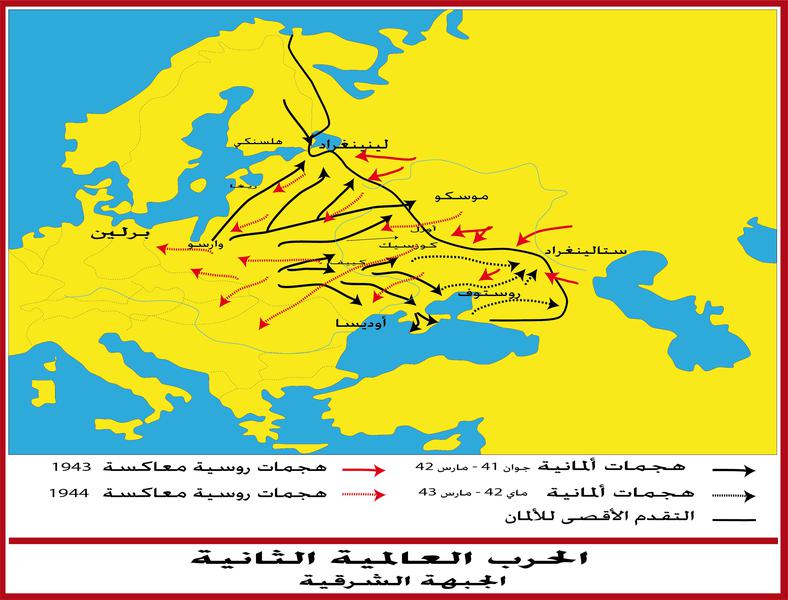 هلسنكي
لينينغراد
ريغا
موسكو
برلين
وارسو
أورل
كورسيك
ستالينغراد
كييف
روستوف
أوديسا
هجمات ألمانية جوان 41 - مارس 42
هجمات روسية معاكسة 1943
هجمات ألمانية ماي 42 - مارس 43
هجمات روسية معاكسة 1944
التقدم الأقصى للألمان
الحرب العالمية الثانية
الجبهة الشرقية